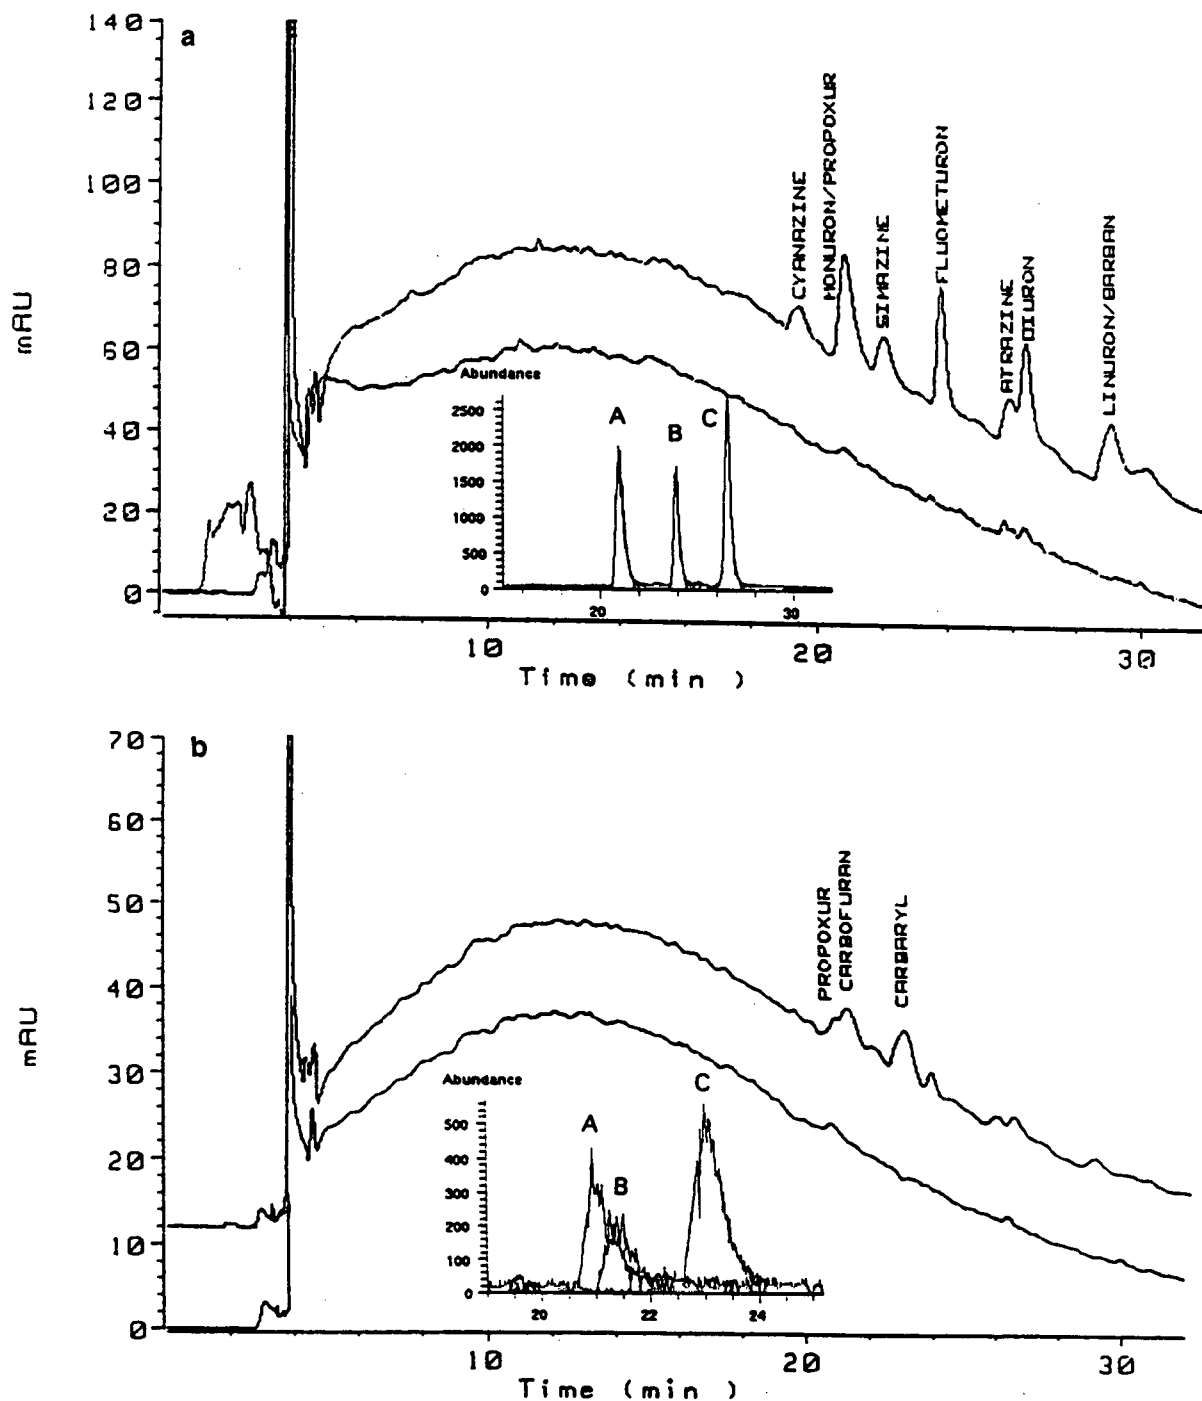 a
140
120
100
80
60
40
20
0
mAU
CYANAZINE
MONURON/PROPOXUR
SIMAZINE
FLUOMETURON
ATRAZINE
DIURON
LINURON/BARBAN
Abundance
2500
2000
1500
1000
500
0
A
B
C
20
30
10
20
30
Time (min )
b
70
60
50
40
30
20
10
0
mAU
PROPOXUR
CARBOFURAN
CARBARYL
Abundance
500
400
300
200
100
0
A
B
C
20
22
24
10
20
30
Time (min )